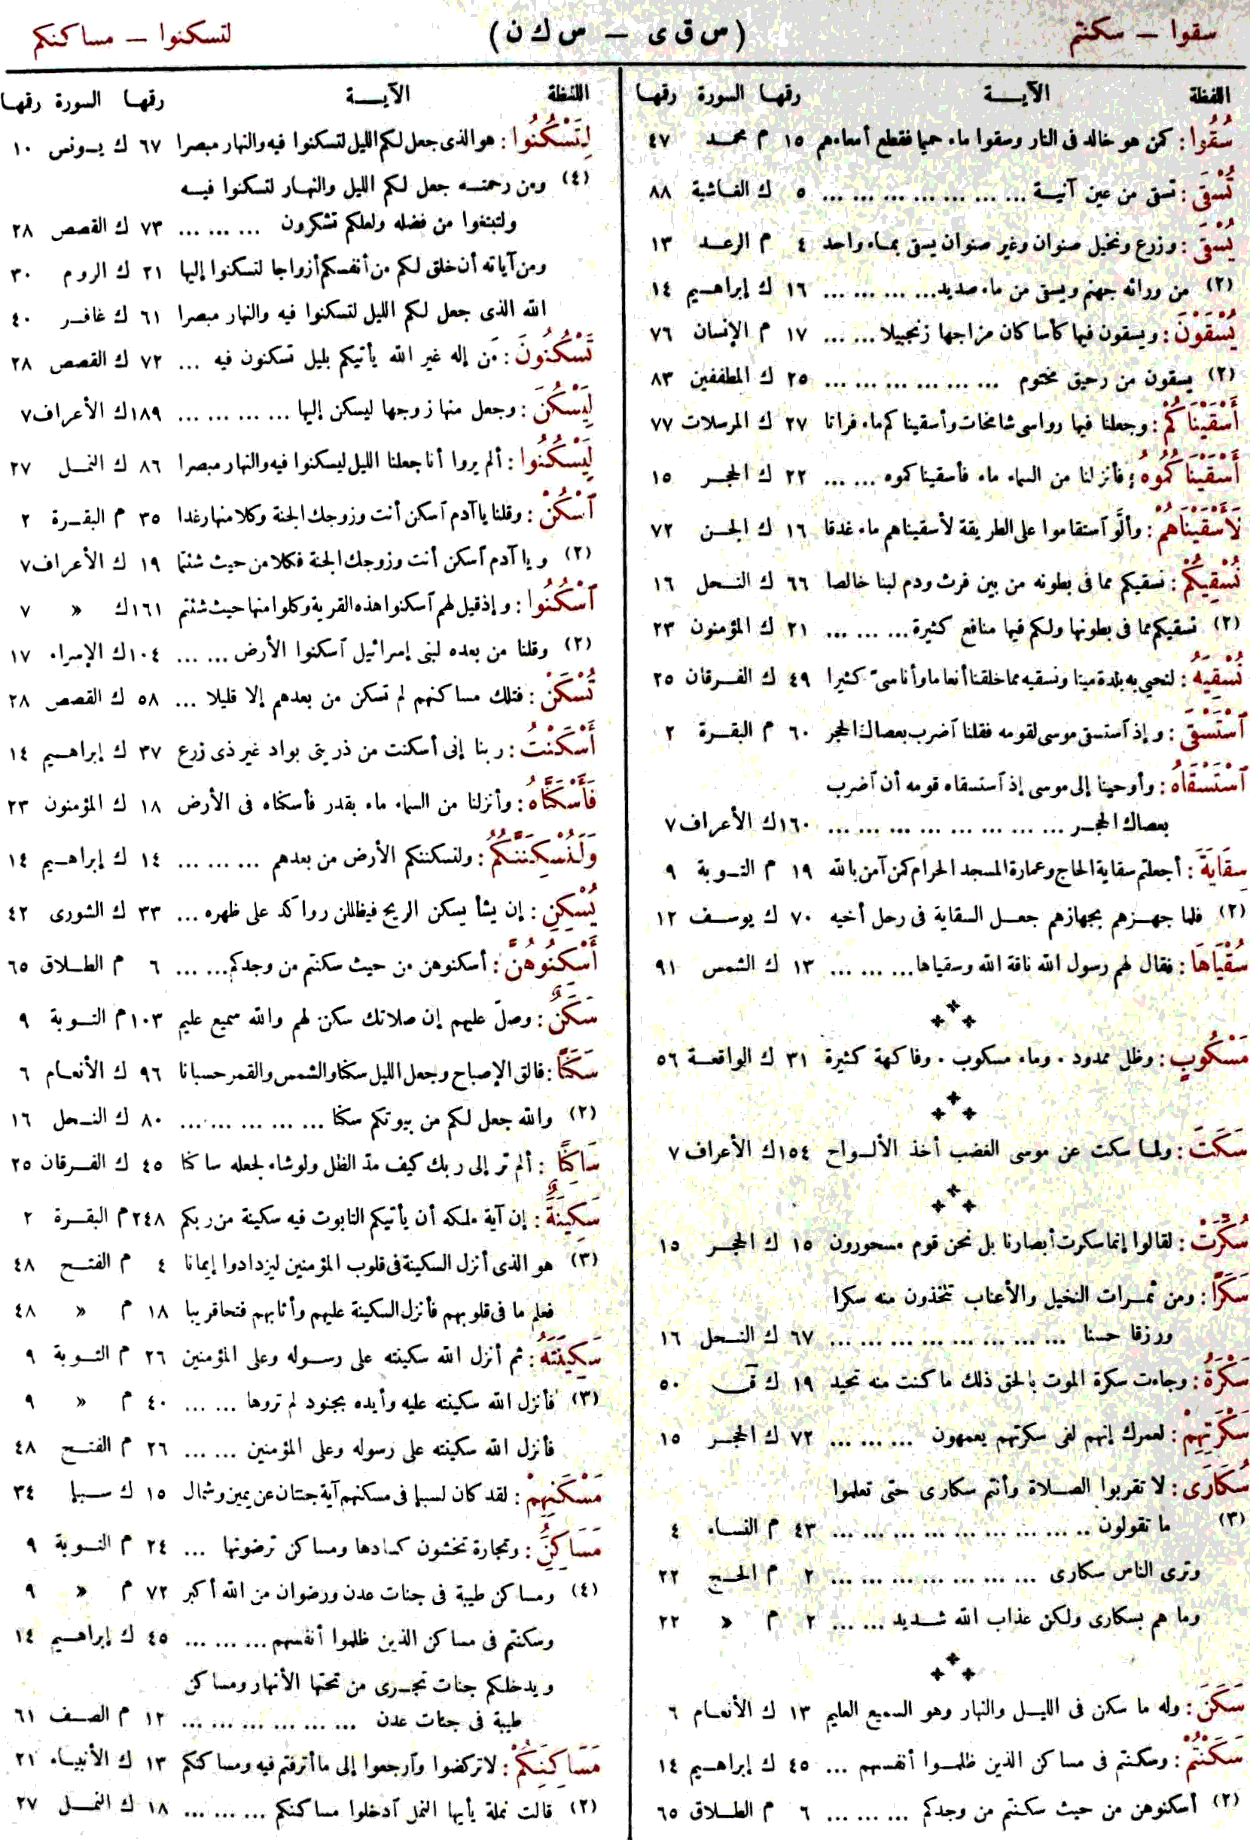 سقوا – سكنتم
(س ق ى – س ك ن)
لتسكنوا – مساكنكم
اللفظة الآيــة رقمها السورة رقمها
سُقُوا: كمن هو خالد فى النار وسقوا ماء حميما فقطع أمعاءهم ١٥ م محمد ٤٧
تُسْقَى: تسقى من عين آنية ... ... ... ... ... ... ... ٥ ك الغاشية ٨٨
يُسْقَى: وزرع ونخيل صنوان وغير صنوان يسقى بماء واحد ٤ م الرعد ١٣
(٢) من ورائه جهنم ويسقى من ماء صديد... ... ... ... ١٦ ك إبراهيم ١٤
يُسْقَوْنَ: ويسقون فيها كأسا كان مزاجها زنجبيلا ... ... ١٧ م الإنسان ٧٦
(٢) يسقون من رحيق مختوم ... ... ... ... ... ... ٢٥ ك المطففين ٨٣
أَسْقَيْنَاكُمْ: وجعلنا فيها رواسى شامخات وأسقيناكم ماء فراتا ٢٧ ك المرسلات ٧٧
أَسْقَيْنَاكُمُوهُ: فأنزلنا من السماء ماء فأسقيناكموه ... ... ٢٢ ك الحجر ١٥
لَأَسْقَيْنَاهُمْ: وألَّو آستقاموا على الطريقة لأسقيناهم ماء غدقا ١٦ ك الجن ٧٢
نُسْقِيكُمْ: نسقيكم مما فى بطونه من بين فرث ودم لبنا خالصا ٦٦ ك النحل ١٦
(٢) نسقيكم مما فى بطونها ولكم فيها منافع كثيرة... ... ... ٢١ ك المؤمنون ٢٣
نُسْقِيَهُ: لنحيى به بلدة ميتا ونسقيه مما خلقنا أنعاما وأناسىّ كثيرا ٤٩ ك الفرقان ٢٥
آسْتَسْقَى: وإذ آستسقى موسى لقومه فقلنا آضرب بعصاك الحجر ٦٠ م البقرة ٢
آسْتَسْقَاهُ: وأوحينا إلى موسى إذ آستسقاه قومه أن آضرب
بعصاك الحجر ... ... ... ... ... ... ... ... ... ١٦٠ ك الأعراف ٧
سِقَايَةَ: أجعلتم سقاية الحاج وعمارة المسجد الحرام كمن آمن بالله ١٩ م التوبة ٩
(٢) فلما جهزهم بجهازهم جعل السقاية فى رحل أخيه ٧٠ ك يوسف ١٢
سُقْيَاهَا: فقال لهم رسول الله ناقة الله وسقياها... ... ... ١٣ ك الشمس ٩١
مَسْكُوبٍ: وظل ممدود . وماء مسكوب . وفاكهة كثيرة ٣١ ك الواقعة ٥٦
سَكَتَ: ولما سكت عن موسى الغضب أخذ الألواح ١٥٤ ك الأعراف ٧
سُكِّرَتْ: لقالوا إنما سكرت أبصارنا بل نحن قوم مسحورون ١٥ ك الحجر ١٥
سَكَرًا: ومن ثمرات النخيل والأعناب تتخذون منه سكرا
ورزقا حسنا ... ... ... ... ... ... ... ... ... ٦٧ ك النحل ١٦
سَكْرَةُ: وجاءت سكرة الموت بالحق ذلك ما كنت منه تحيد ١٩ ك قٓ ٥٠
سَكْرَتِهِمْ: لعمرك إنهم لفى سكرتهم يعمهون ... ... ... ٧٢ ك الحجر ١٥
سُكَارَى: لا تقربوا الصلاة وأنتم سكارى حتى تعلموا
(٣) ما تقولون ... ... ... ... ... ... ... ... ... ٤٣ م النساء ٤
وترى الناس سكارى ... ... ... ... ... ... ... ... ٢ م الحج ٢٢
وما هم بسكارى ولكن عذاب الله شديد ... ... ... ٢ م » ٢٢
سَكَنَ: وله ما سكن فى الليل والنهار وهو السميع العليم ١٣ ك الأنعام ٦
سَكَنْتُمْ: وسكنتم فى مساكن الذين ظلموا أنفسهم ... ٤٥ ك إبراهيم ١٤
(٢) أسكنوهن من حيث سكنتم من وجدكم ... ... ... ٦ م الطلاق ٦٥
اللفظة الآيــة رقمها السورة رقمها
لِتَسْكُنُوا: هو الذى جعل لكم الليل لتسكنوا فيه والنهار مبصرا ٦٧ ك يونس ١٠
(٤) ومن رحمته جعل لكم الليل والنهار لتسكنوا فيه
ولتبتغوا من فضله ولعلكم تشكرون ... ... ... ٧٣ ك القصص ٢٨
ومن آياته أن خلق لكم من أنفسكم أزواجا لتسكنوا إليها ٢١ ك الروم ٣٠
الله الذى جعل لكم الليل لتسكنوا فيه والنهار مبصرا ٦١ ك غافر ٤٠
تَسْكُنُونَ: مَن إله غير الله يأتيكم بليل تسكنون فيه ... ٧٢ ك القصص ٢٨
لِيَسْكُنَ: وجعل منها زوجها ليسكن إليها ... ... ... ... ١٨٩ ك الأعراف ٧
لِيَسْكُنُوا: ألم يروا أنا جعلنا الليل ليسكنوا فيه والنهار مبصرا ٨٦ ك النمل ٢٧
آسْكُنْ: وقلنا يا آدم آسكن أنت وزوجك الجنة وكلا منها رغدا ٣٥ م البقرة ٢
(٢) ويا آدم آسكن أنت وزوجك الجنة فكلا من حيث شئتما ١٩ ك الأعراف ٧
آسْكُنُوا: وإذ قيل لهم آسكنوا هذه القرية وكلوا منها حيث شئتم ١٦١ ك » ٧
(٢) وقلنا من بعده لبنى إسرائيل آسكنوا الأرض ... ... ١٠٤ ك الإسراء ١٧
تُسْكَنْ: فتلك مساكنهم لم تسكن من بعدهم إلا قليلا ... ٥٨ ك القصص ٢٨
أَسْكَنْتُ: ربنا إنى أسكنت من ذريتى بواد غير ذى زرع ٣٧ ك إبراهيم ١٤
فَأَسْكَنَّاهُ: وأنزلنا من السماء ماء بقدر فأسكناه فى الأرض ١٨ ك المؤمنون ٢٣
وَلَنُسْكِنَنَّكُمُ: ولنسكننكم الأرض من بعدهم ... ... ... ١٤ ك إبراهيم ١٤
يُسْكِنِ: إن يشأ يسكن الريح فيظللن رواكد على ظهره ... ٣٣ ك الشورى ٤٢
أَسْكِنُوهُنَّ: أسكنوهن من حيث سكنتم من وجدكم... ... ٦ م الطلاق ٦٥
سَكَنٌ: وصلّ عليهم إن صلاتك سكن لهم والله سميع عليم ١٠٣ م التوبة ٩
سَكَنًا: فالق الإصباح وجعل الليل سكنا والشمس والقمر حسبانا ٩٦ ك الأنعام ٦
(٢) والله جعل لكم من بيوتكم سكنا ... ... ... ... ... ٨٠ ك النحل ١٦
سَاكِنًا: ألم تر إلى ربك كيف مدّ الظل ولو شاء لجعله ساكنا ٤٥ ك الفرقان ٢٥
سَكِينَةٌ: إن آية ملكه أن يأتيكم التابوت فيه سكينة من ربكم ٢٤٨ م البقرة ٢
(٣) هو الذى أنزل السكينة فى قلوب المؤمنين ليزدادوا إيمانا ٤ م الفتح ٤٨
فعلم ما فى قلوبهم فأنزل السكينة عليهم وأثابهم فتحا قريبا ١٨ م » ٤٨
سَكِينَتَهُ: ثم أنزل الله سكينته على رسوله وعلى المؤمنين ٢٦ م التوبة ٩
(٣) فأنزل الله سكينته عليه وأيده بجنود لم تروها ... ... ٤٠ م » ٩
فأنزل الله سكينته على رسوله وعلى المؤمنين ... ... ٢٦ م الفتح ٤٨
مَسْكَنِهِمْ: لقد كان لسبإ فى مسكنهم آية جنتان عن يمين وشمال ١٥ ك سبإ ٣٤
مَسَاكِنُ: وتجارة تخشون كسادها ومساكن ترضونها ... ٢٤ م التوبة ٩
(٤) ومساكن طيبة فى جنات عدن ورضوان من الله أكبر ٧٢ م » ٩
وسكنتم فى مساكن الذين ظلموا أنفسهم ... ... ... ٤٥ ك إبراهيم ١٤
ويدخلكم جنات تجرى من تحتها الأنهار ومساكن
طيبة فى جنات عدن ... ... ... ... ... ... ... ١٢ م الصف ٦١
مَسَاكِنِكُمْ: لا تركضوا وآرجعوا إلى ما أترفتم فيه ومساكنكم ١٣ ك الأنبياء ٢١
(٢) قالت نملة يأيها النمل آدخلوا مساكنكم ... ... ... ١٨ ك النمل ٢٧